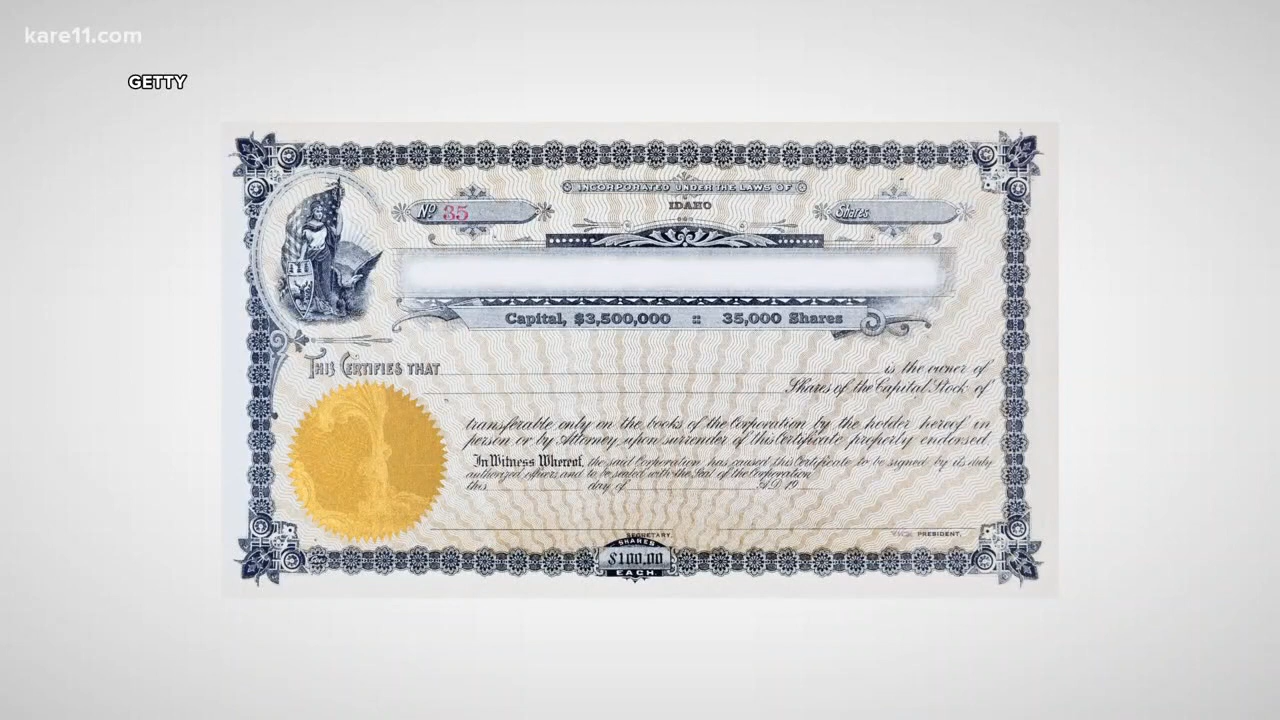 kare11.com
GETTY
INCORPORATED UNDER THE LAWS OF
IDAHO
No 35
Shares
Capital, $3,500,000 :: 35,000 Shares
THIS CERTIFIES THAT is the owner of
Shares of the Capital Stock of
transferable only on the books of the Corporation by the holder hereof in
person or by Attorney upon surrender of this Certificate properly endorsed
In Witness Whereof, the said Corporation has caused this Certificate to be signed by its duly
authorized officers and to be sealed with the Seal of the Corporation
this day of A.D. 19
SECRETARY.
VICE PRESIDENT.
SHARES
$100.00
EACH.